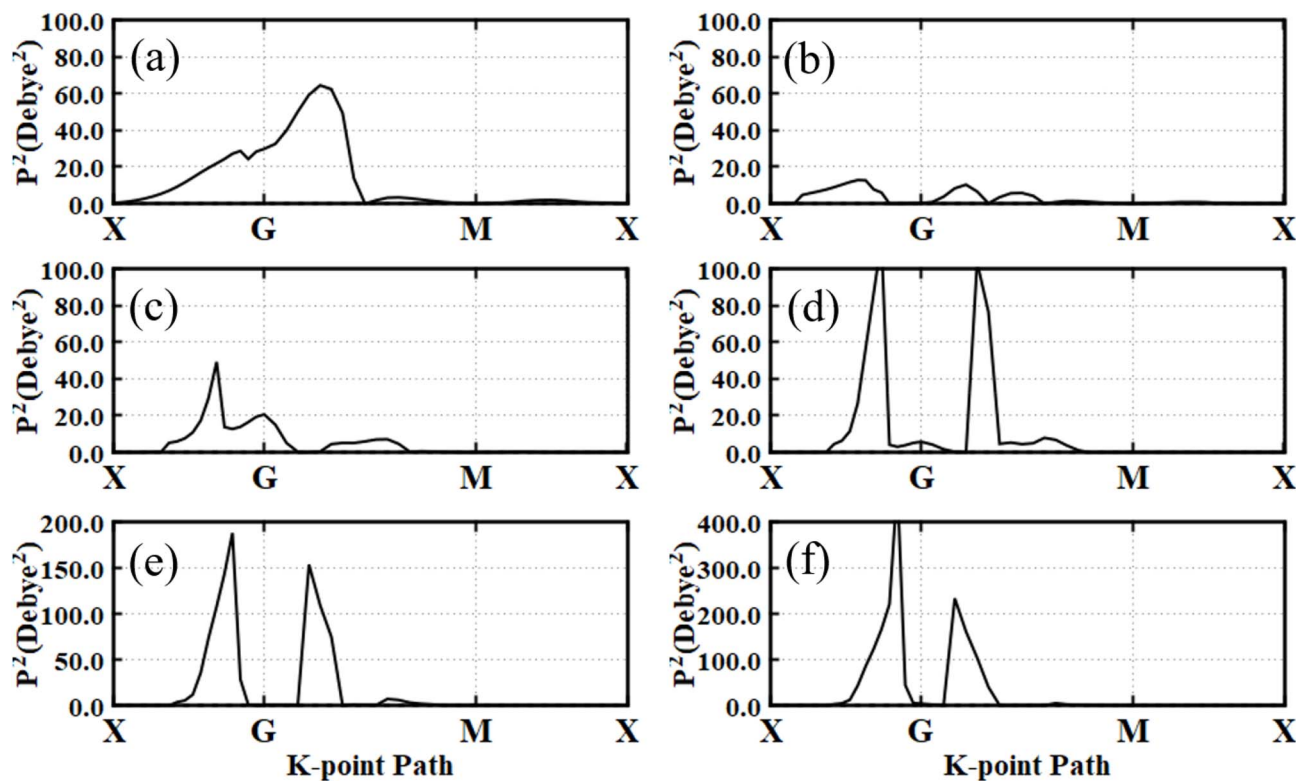 (a)
P²(Debye²)
100.0
80.0
60.0
40.0
20.0
0.0
X G M X
(b)
P²(Debye²)
100.0
80.0
60.0
40.0
20.0
0.0
X G M X
(c)
P²(Debye²)
100.0
80.0
60.0
40.0
20.0
0.0
X G M X
(d)
P²(Debye²)
100.0
80.0
60.0
40.0
20.0
0.0
X G M X
(e)
P²(Debye²)
200.0
150.0
100.0
50.0
0.0
X G M X
K-point Path
(f)
P²(Debye²)
400.0
300.0
200.0
100.0
0.0
X G M X
K-point Path